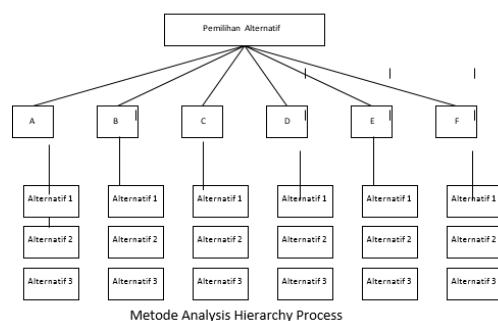 Pemilihan Alternatif
A B C D E F
Alternatif 1 Alternatif 1 Alternatif 1 Alternatif 1 Alternatif 1 Alternatif 1
Alternatif 2 Alternatif 2 Alternatif 2 Alternatif 2 Alternatif 2 Alternatif 2
Alternatif 3 Alternatif 3 Alternatif 3 Alternatif 3 Alternatif 3 Alternatif 3
Metode Analysis Hierarchy Process